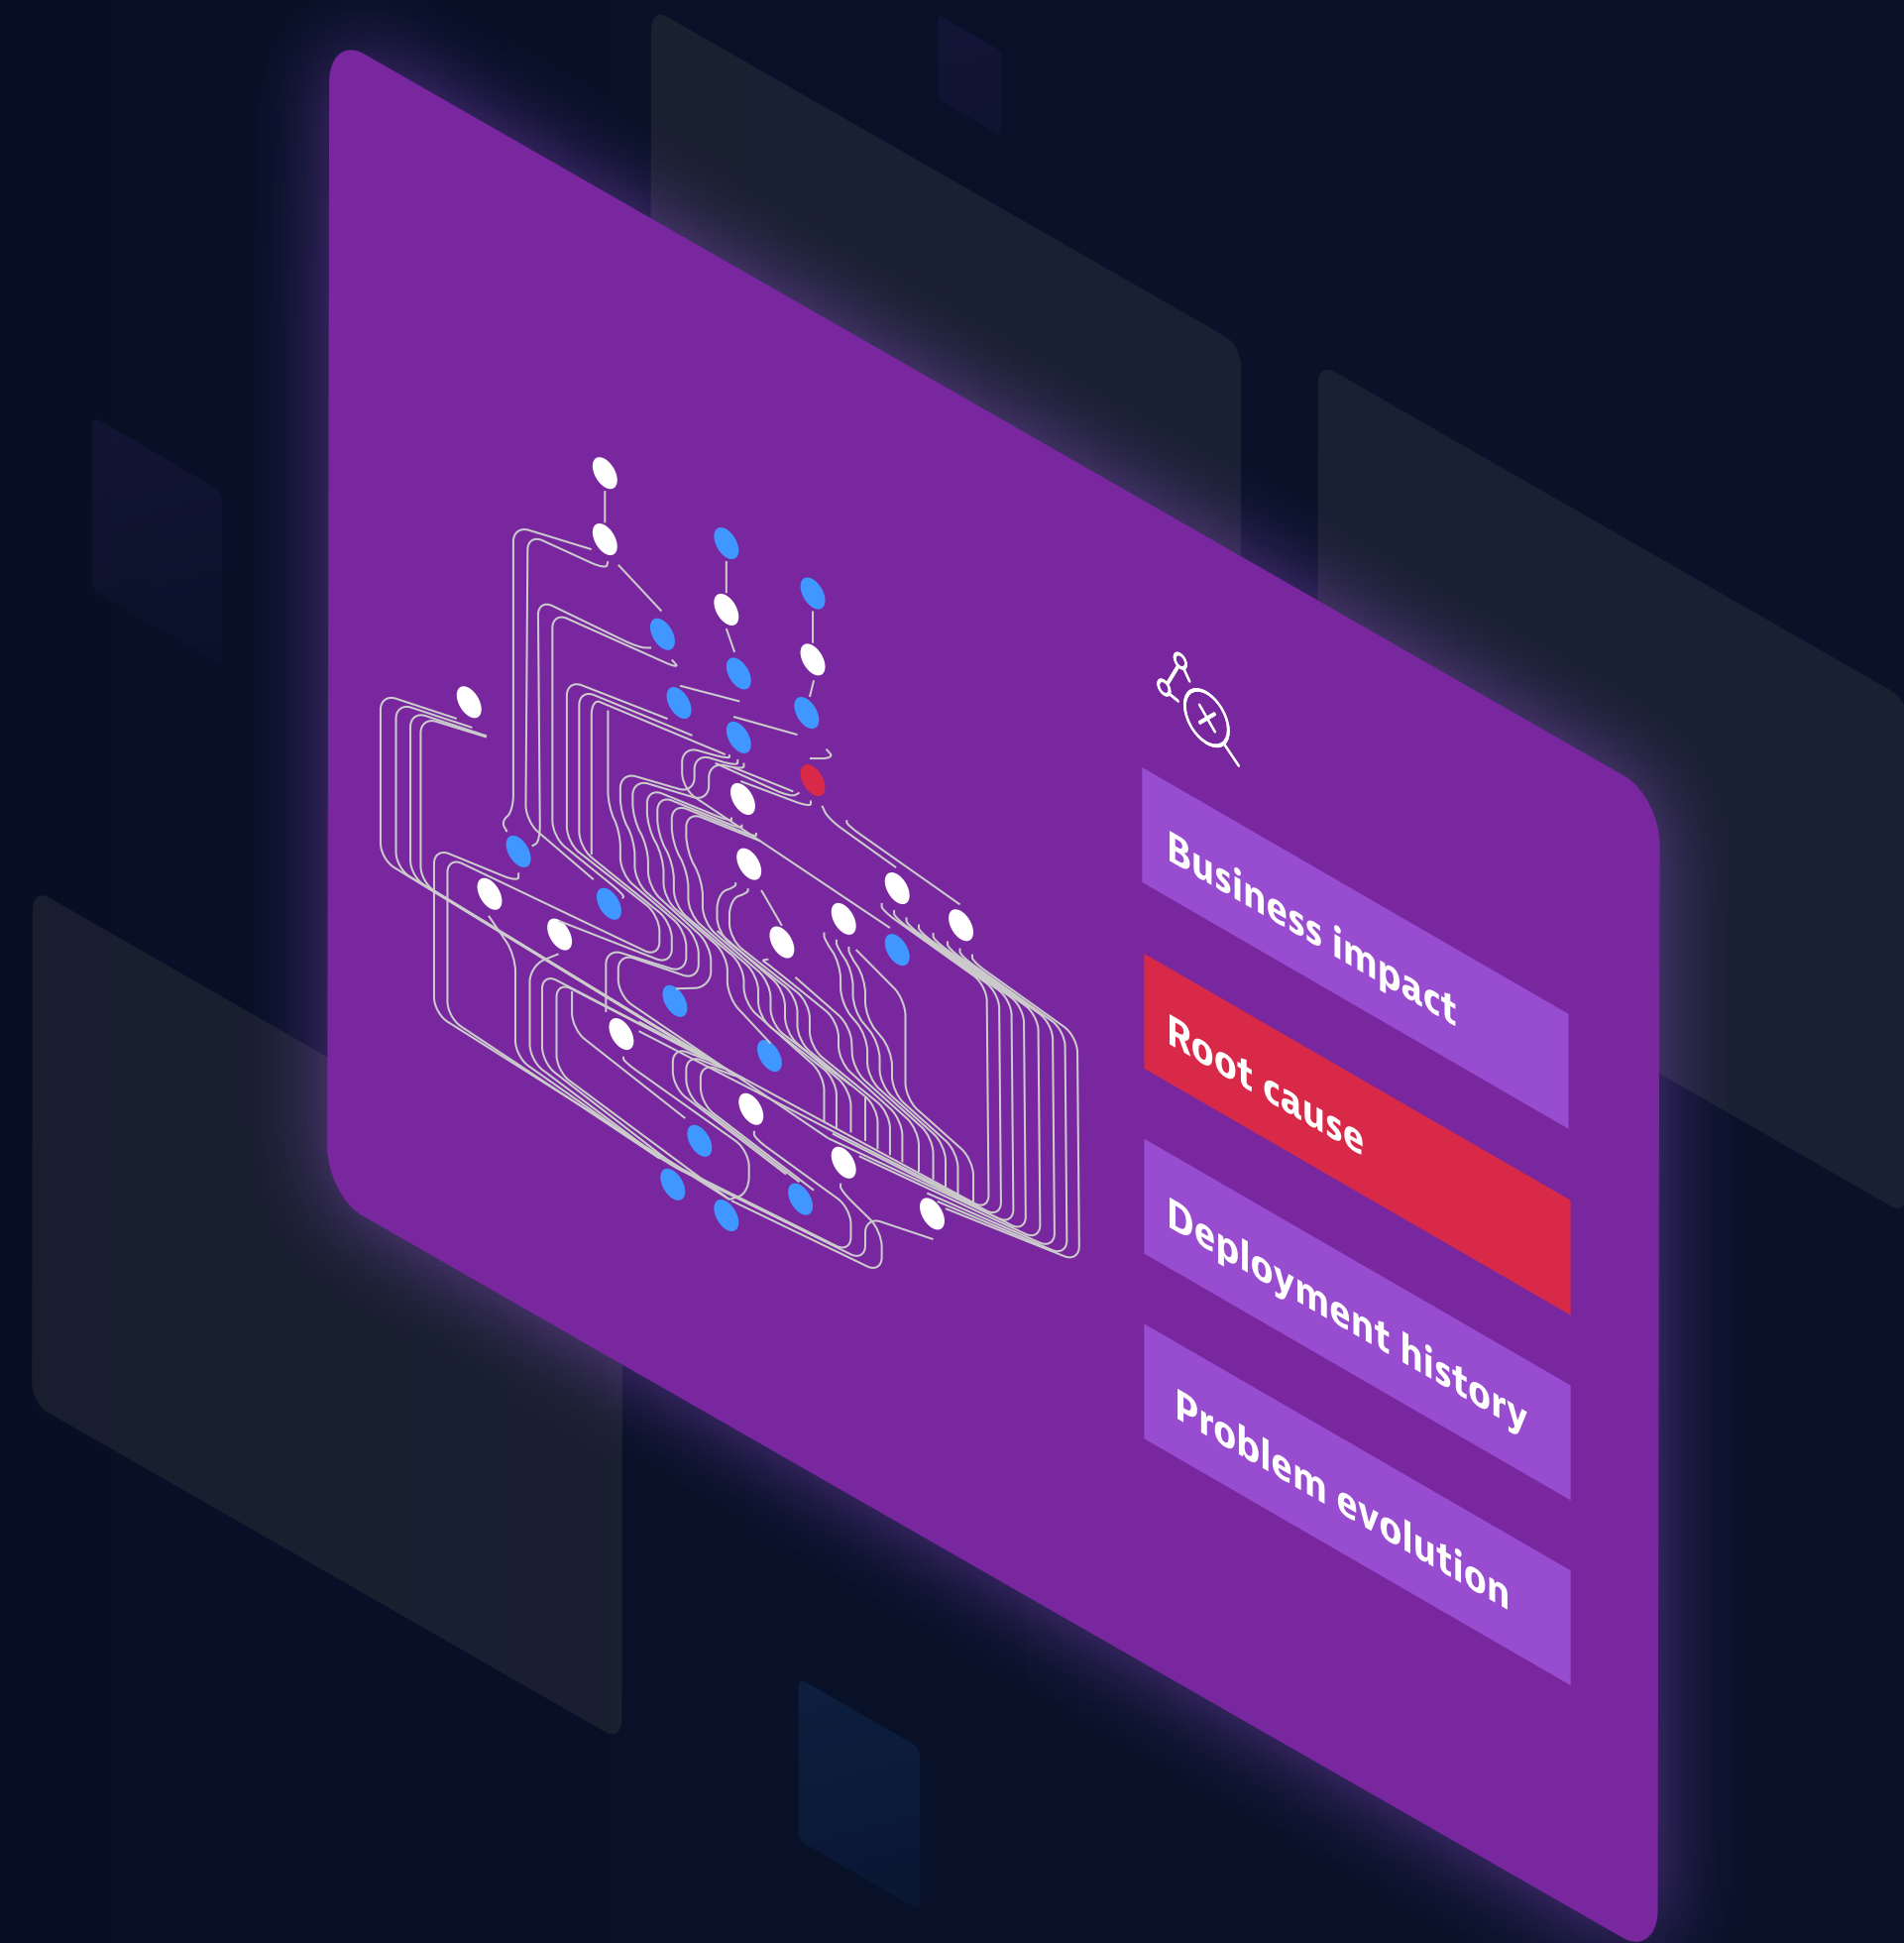 Business impact
Root cause
Deployment history
Problem evolution